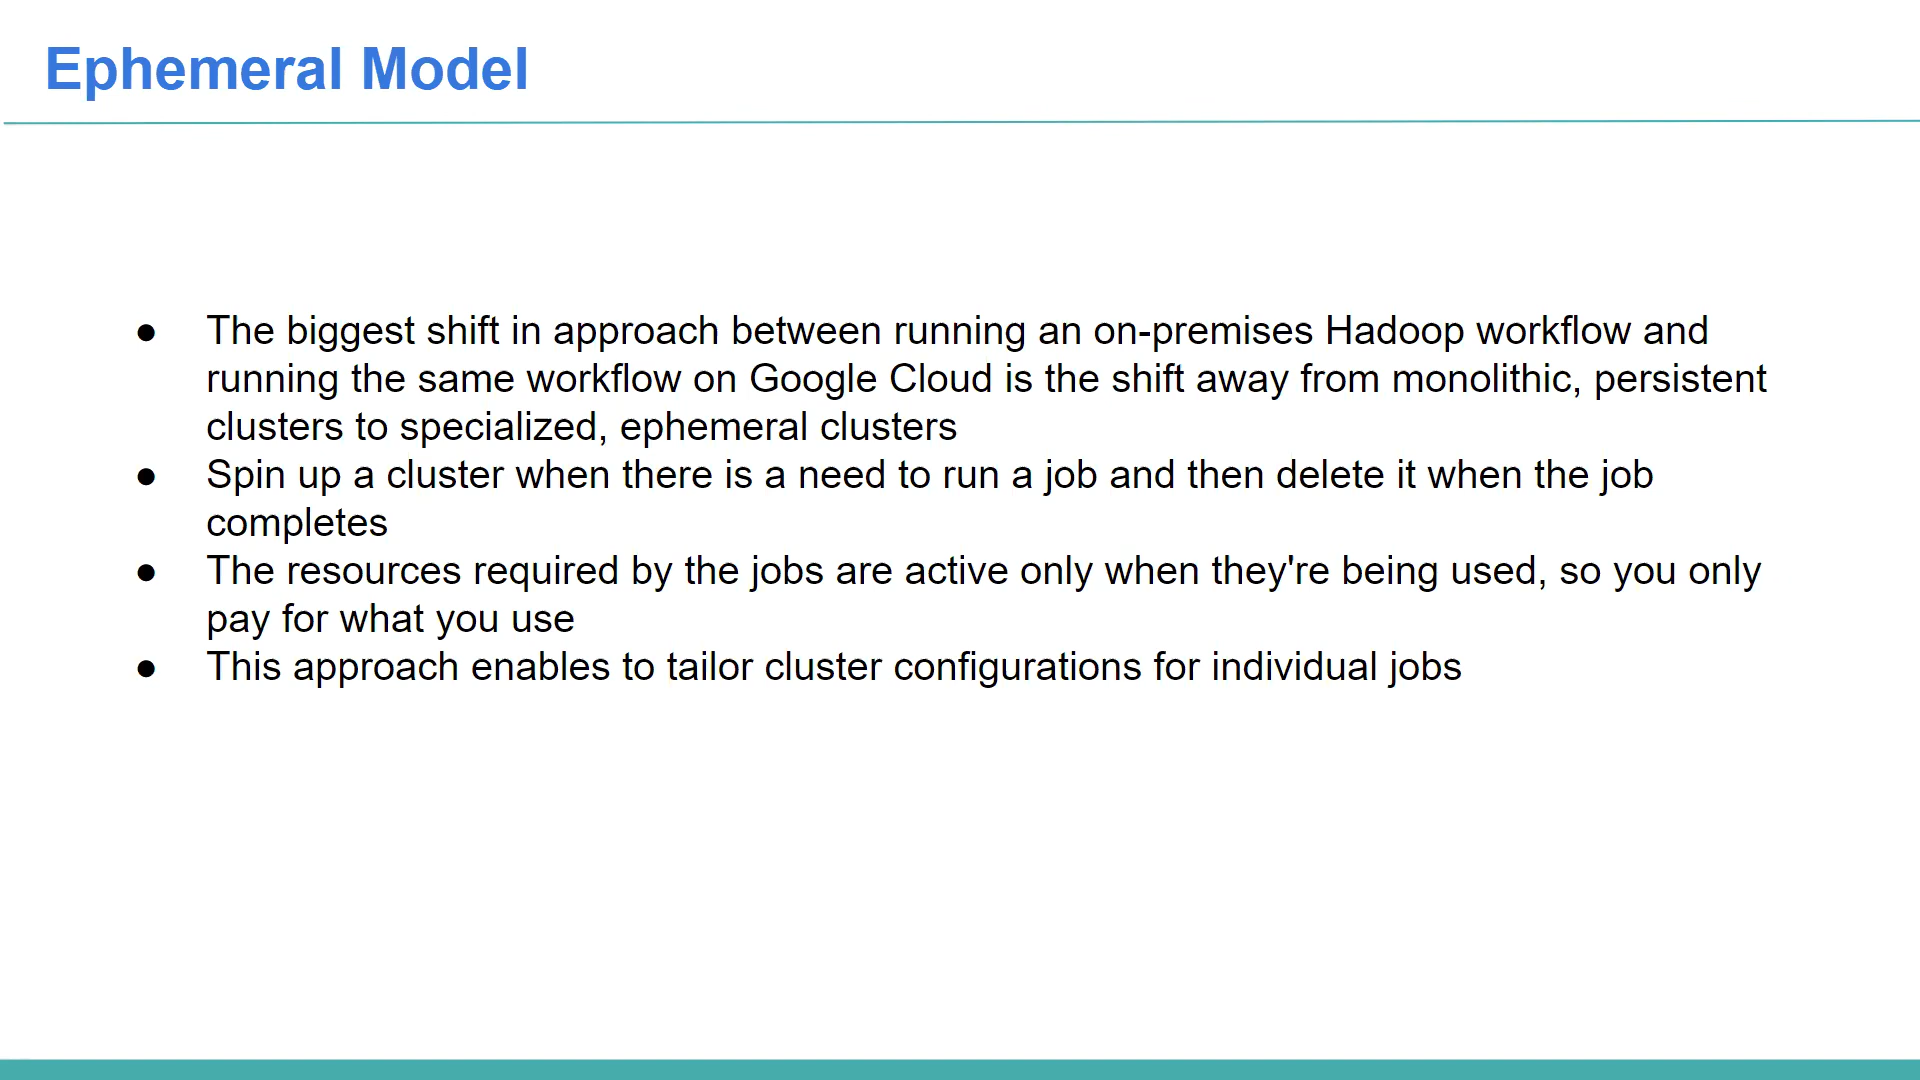 Ephemeral Model
● The biggest shift in approach between running an on-premises Hadoop workflow and
running the same workflow on Google Cloud is the shift away from monolithic, persistent
clusters to specialized, ephemeral clusters
● Spin up a cluster when there is a need to run a job and then delete it when the job
completes
● The resources required by the jobs are active only when they're being used, so you only
pay for what you use
● This approach enables to tailor cluster configurations for individual jobs